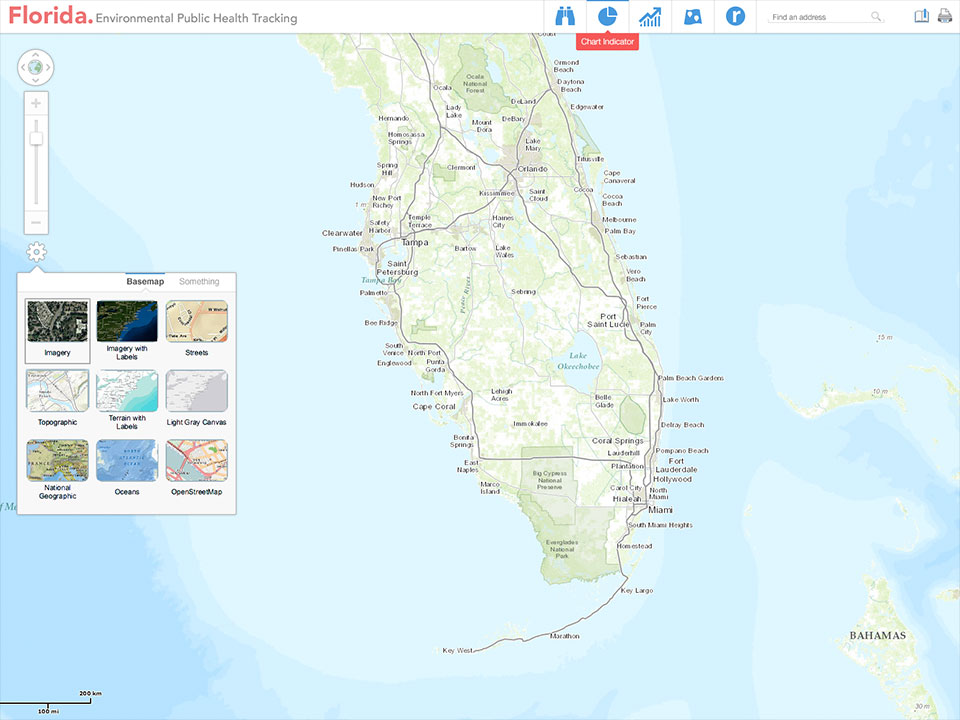 Florida. Environmental Public Health Tracking
Find an address
Chart Indicator
Basemap
Something
Imagery
Imagery with
Labels
Streets
Topographic
Terrain with
Labels
Light Gray Canvas
National
Geographic
Oceans
OpenStreetMap
Ormond
Beach
Daytona
Beach
Ocala
National
Forest
Ocala
DeLand
Edgewater
Lady
Lake
DeBary
Hernando
Mount
Dora
Homosassa
Springs
Lake
Mary
Titusville
Spring
Hill
Clermont
Orlando
Cape
Canaveral
Hudson
Kissimmee
Saint
Cloud
Cocoa
Cocoa
Beach
New Port
Richey
1 m
Temple
Terrace
Haines
City
Melbourne
Safety
Harbor
Palm Bay
Clearwater
Tampa
Pinellas Park
Bartow
Lake
Wales
Sebastian
Saint
Petersburg
Vero
Beach
Tampa Bay
Peace River
Palmetto
Sebring
Fort
Pierce
Port
Saint Lucie
Palm
City
Bee Ridge
15 m
South
Venice
North Port
Lake
Okeechobee
Englewood
Punta
Gorda
Palm Beach Gardens
North Fort Myers
Lehigh
Acres
10 m
Cape Coral
Belle
Glade
Lake Worth
Immokalee
Delray Beach
Bonita
Springs
Coral Springs
Lauderhill
Pompano Beach
East
Naples
Plantation
Fort
Lauderdale
Big Cypress
National
Preserve
Hollywood
Marco
Island
Carol City
North
Miami
Hialeah
Miami
South Miami Heights
Everglades
National
Park
Homestead
Key Largo
Marathon
BAHAMAS
Key West
200 km
100 mi
30 m